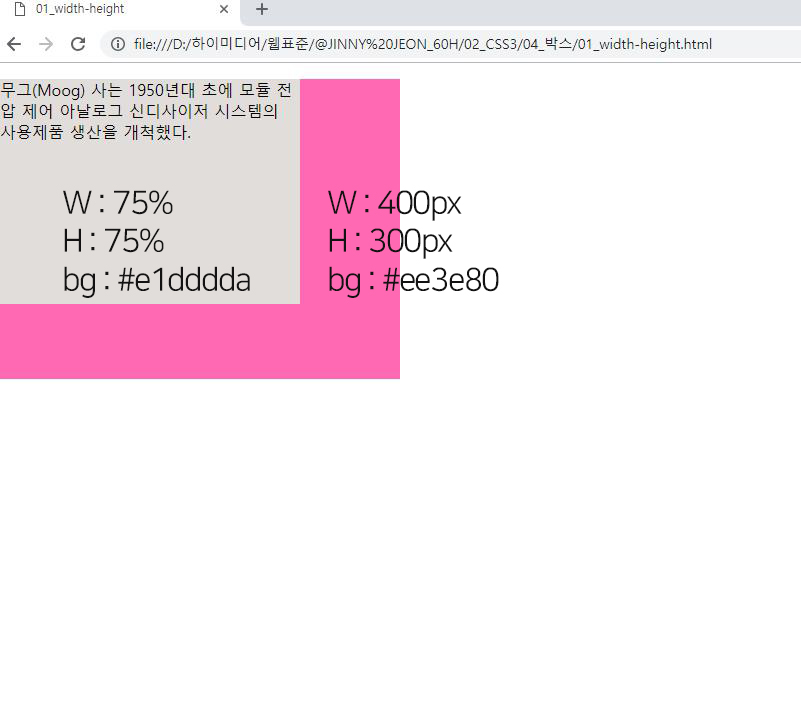 01_width-height
file:///D:/하이미디어/웹표준/@JINNY%20JEON_60H/02_CSS3/04_박스/01_width-height.html
무그(Moog) 사는 1950년대 초에 모듈 전
압 제어 아날로그 신디사이저 시스템의
사용제품 생산을 개척했다.
W : 75%
H : 75%
bg : #e1dddda
W : 400px
H : 300px
bg : #ee3e80